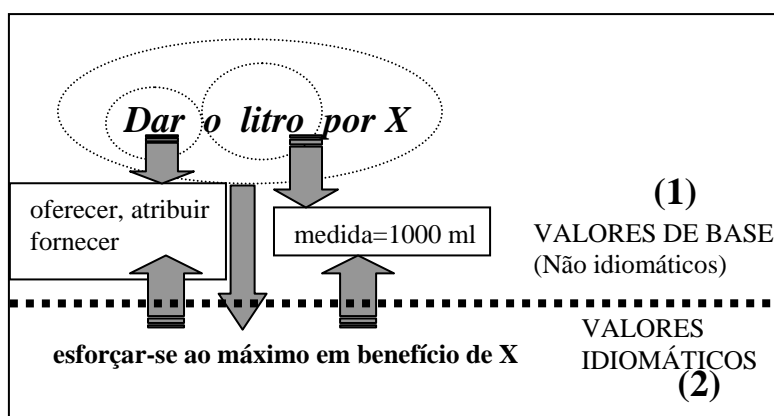 Dar o litro por X
oferecer, atribuir
fornecer
medida=1000 ml
(1)
VALORES DE BASE
(Não idiomáticos)
esforçar-se ao máximo em benefício de X
VALORES
IDIOMÁTICOS
(2)